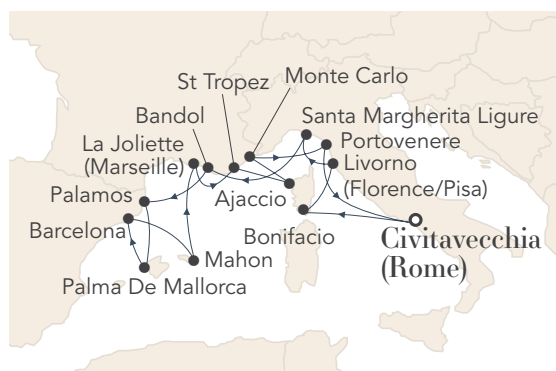 St Tropez
Monte Carlo
Bandol
Santa Margherita Ligure
La Joliette
(Marseille)
Portovenere
Livorno
(Florence/Pisa)
Palamos
Ajaccio
Barcelona
Bonifacio
Civitavecchia
(Rome)
Mahon
Palma De Mallorca